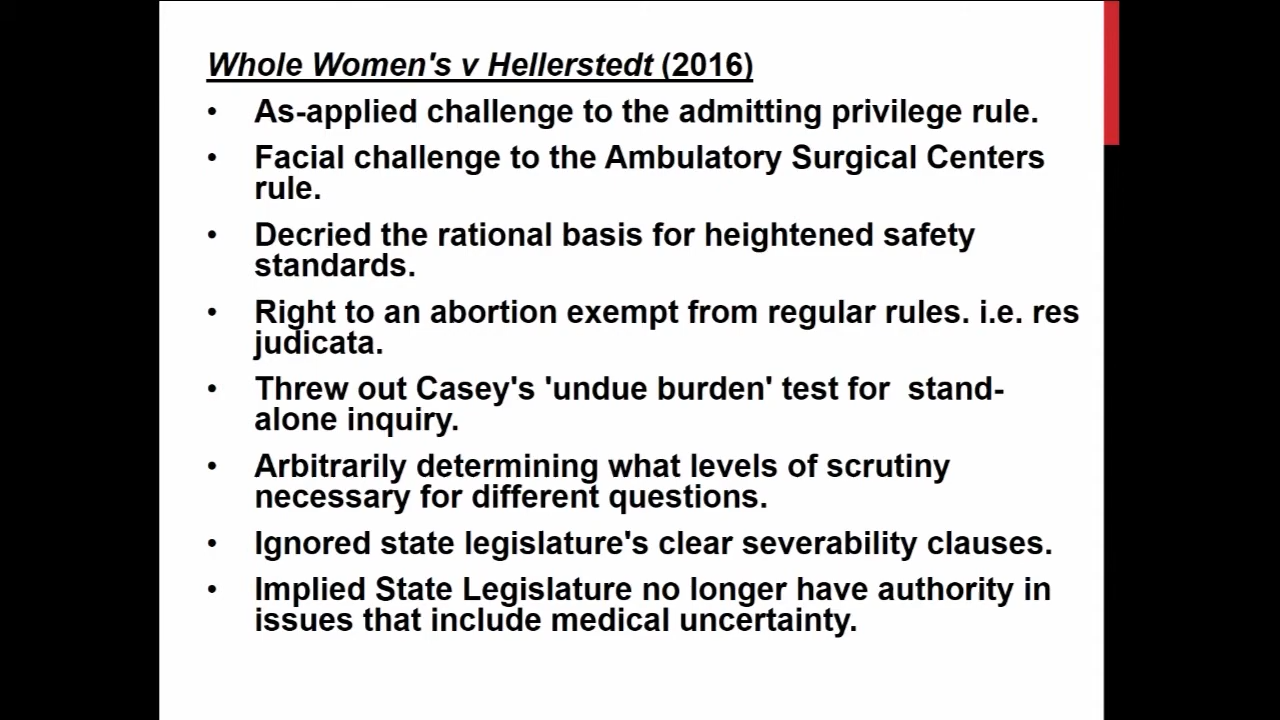 Whole Women's v Hellerstedt (2016)
• As-applied challenge to the admitting privilege rule.
• Facial challenge to the Ambulatory Surgical Centers
rule.
• Decried the rational basis for heightened safety
standards.
• Right to an abortion exempt from regular rules. i.e. res
judicata.
• Threw out Casey's 'undue burden' test for  stand-
alone inquiry.
• Arbitrarily determining what levels of scrutiny
necessary for different questions.
• Ignored state legislature's clear severability clauses.
• Implied State Legislature no longer have authority in
issues that include medical uncertainty.